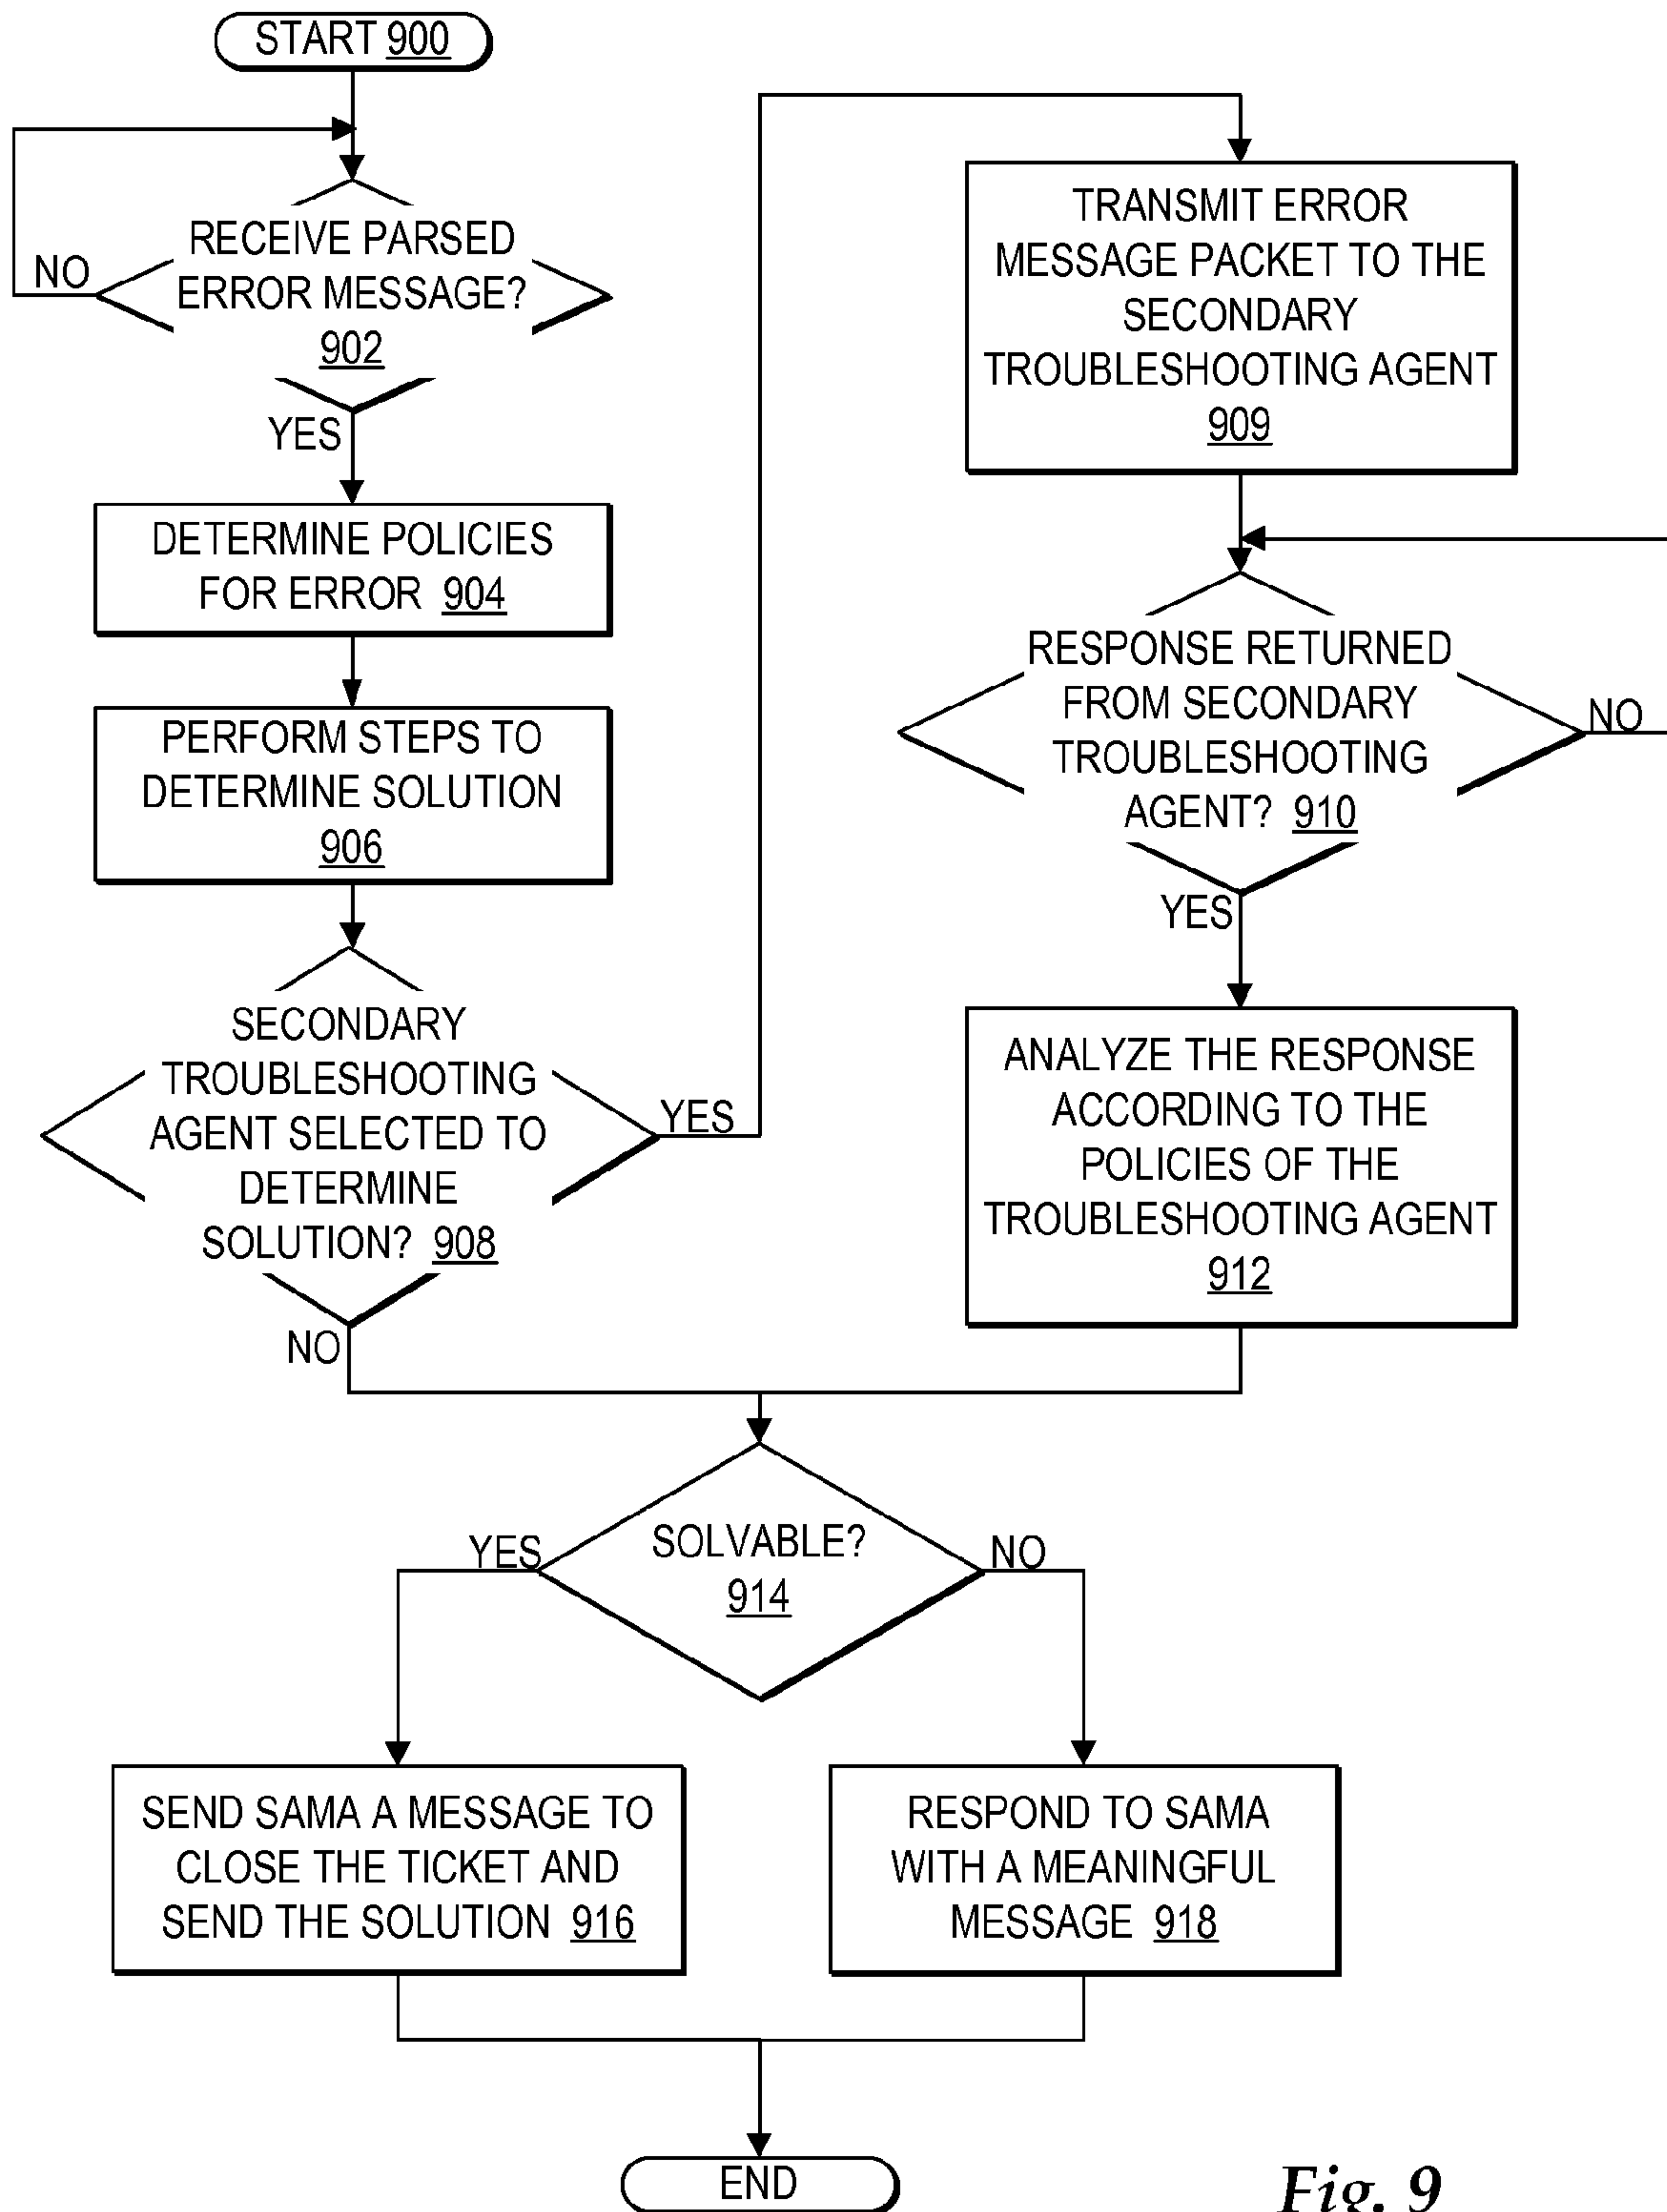 START 900
RECEIVE PARSED
ERROR MESSAGE?
902
NO
YES
DETERMINE POLICIES
FOR ERROR 904
PERFORM STEPS TO
DETERMINE SOLUTION
906
SECONDARY
TROUBLESHOOTING
AGENT SELECTED TO
DETERMINE
SOLUTION? 908
YES
NO
TRANSMIT ERROR
MESSAGE PACKET TO THE
SECONDARY
TROUBLESHOOTING AGENT
909
RESPONSE RETURNED
FROM SECONDARY
TROUBLESHOOTING
AGENT? 910
NO
YES
ANALYZE THE RESPONSE
ACCORDING TO THE
POLICIES OF THE
TROUBLESHOOTING AGENT
912
SOLVABLE?
914
YES
NO
SEND SAMA A MESSAGE TO
CLOSE THE TICKET AND
SEND THE SOLUTION 916
RESPOND TO SAMA
WITH A MEANINGFUL
MESSAGE 918
END
Fig. 9